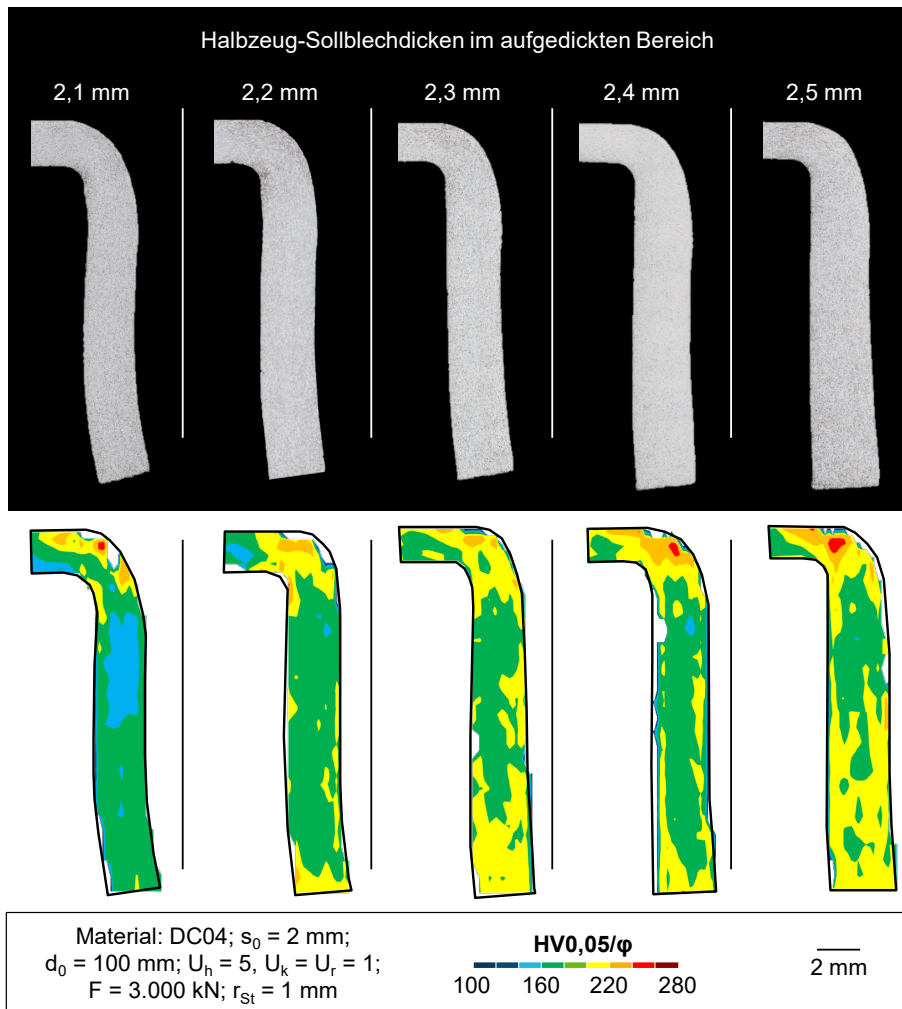 Halbzeug-Sollblechdicken im aufgedickten Bereich
2,1 mm 2,2 mm 2,3 mm 2,4 mm 2,5 mm
Material: DC04; s₀ = 2 mm;
d₀ = 100 mm; Uₕ = 5, Uₖ = Uᵣ = 1;
F = 3.000 kN; r_St = 1 mm
HV0,05/φ
100 160 220 280
2 mm